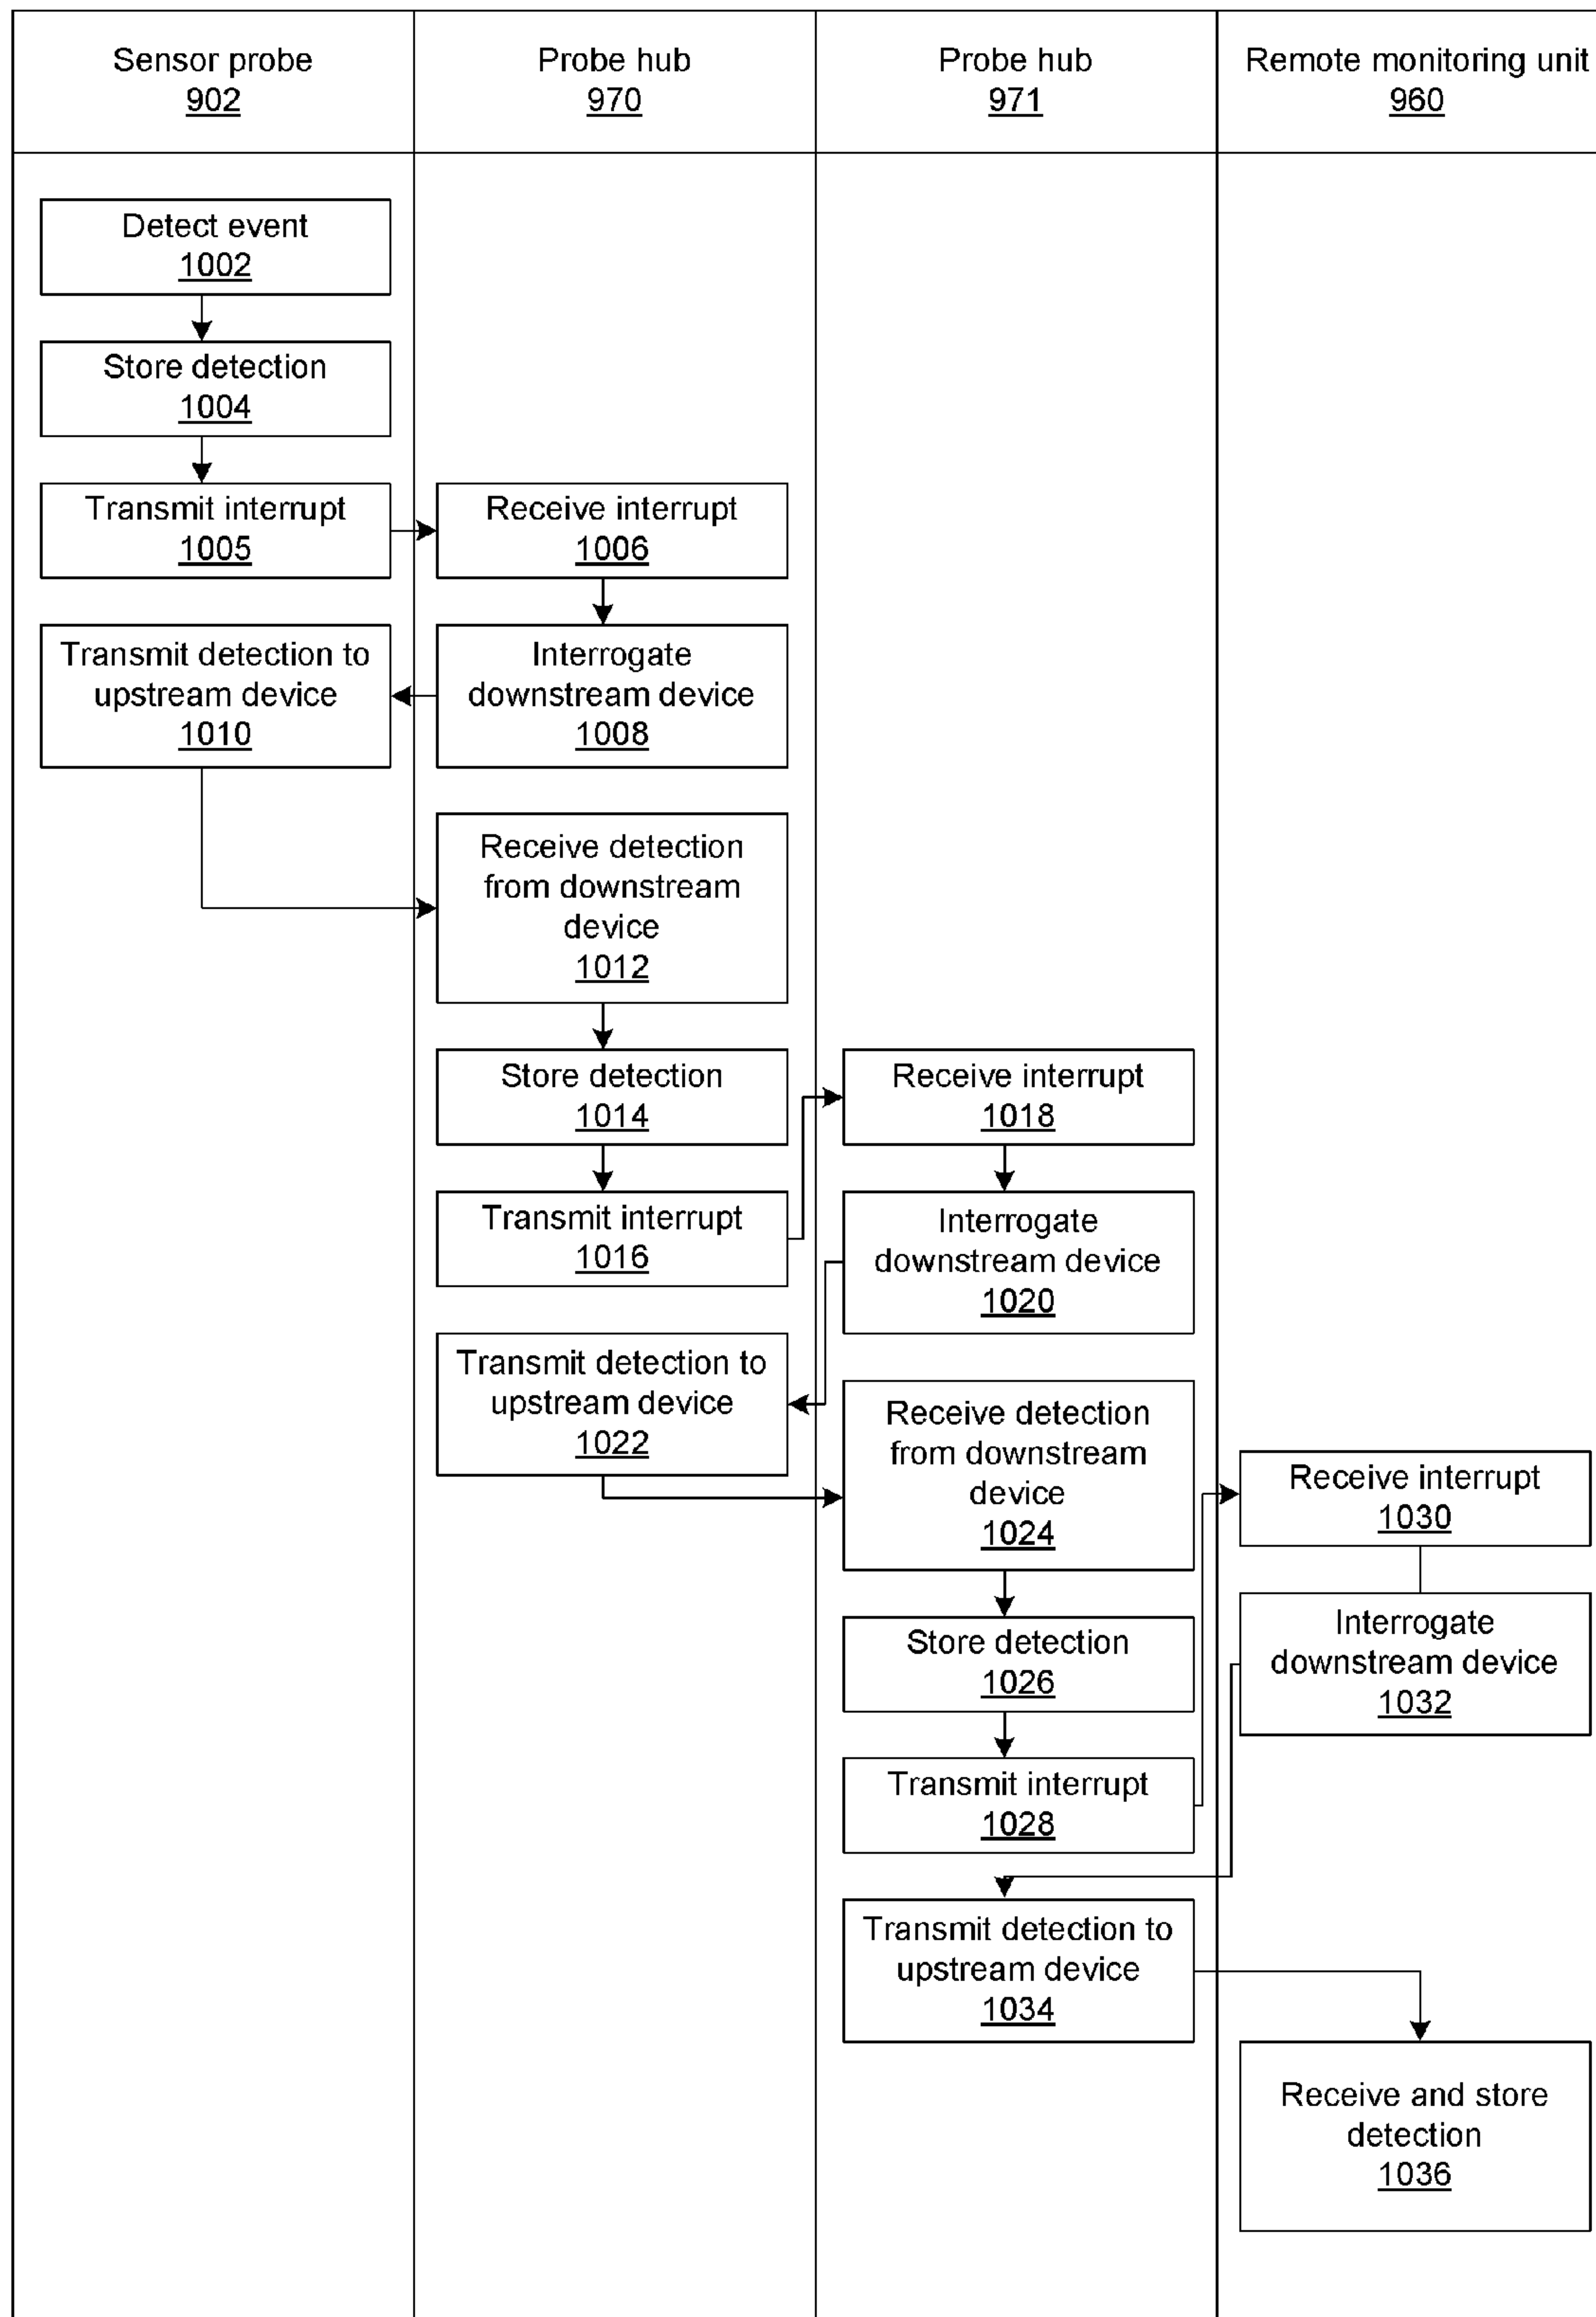 Sensor probe
902
Probe hub
970
Probe hub
971
Remote monitoring unit
960
Detect event
1002
Store detection
1004
Transmit interrupt
1005
Receive interrupt
1006
Transmit detection to
upstream device
1010
Interrogate
downstream device
1008
Receive detection
from downstream
device
1012
Store detection
1014
Receive interrupt
1018
Transmit interrupt
1016
Interrogate
downstream device
1020
Transmit detection to
upstream device
1022
Receive detection
from downstream
device
1024
Receive interrupt
1030
Store detection
1026
Interrogate
downstream device
1032
Transmit interrupt
1028
Transmit detection to
upstream device
1034
Receive and store
detection
1036